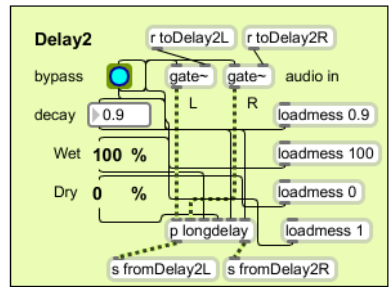 Delay2
r toDelay2L r toDelay2R
bypass gate~ gate~ audio in
L R
decay 0.9 loadmess 0.9
Wet 100 % loadmess 100
Dry 0 % loadmess 0
p longdelay loadmess 1
s fromDelay2L s fromDelay2R